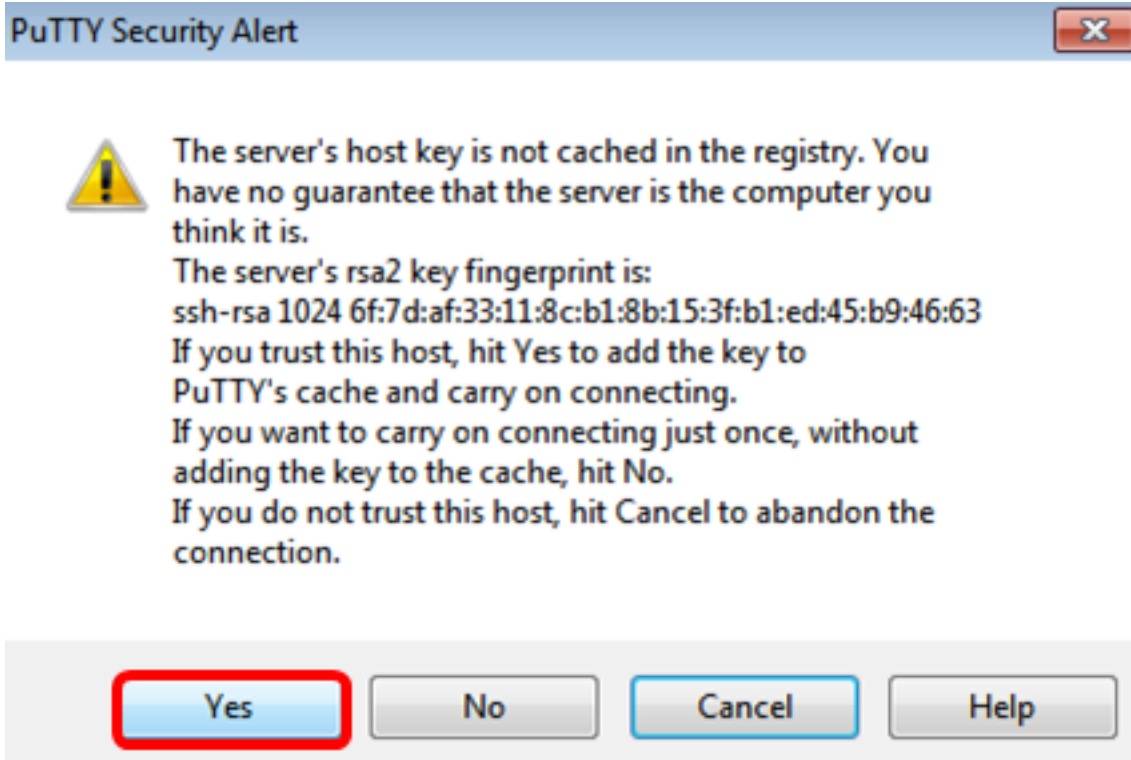 PuTTY Security Alert
The server's host key is not cached in the registry. You
have no guarantee that the server is the computer you
think it is.
The server's rsa2 key fingerprint is:
ssh-rsa 1024 6f:7d:af:33:11:8c:b1:8b:15:3f:b1:ed:45:b9:46:63
If you trust this host, hit Yes to add the key to
PuTTY's cache and carry on connecting.
If you want to carry on connecting just once, without
adding the key to the cache, hit No.
If you do not trust this host, hit Cancel to abandon the
connection.
Yes No Cancel Help